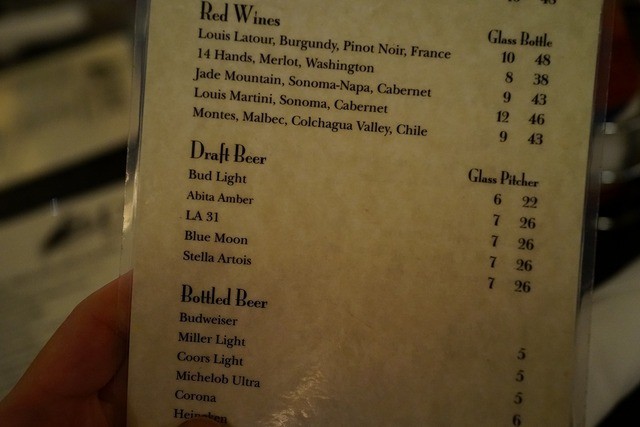 Red Wines Glass Bottle
Louis Latour, Burgundy, Pinot Noir, France 10 48
14 Hands, Merlot, Washington 8 38
Jade Mountain, Sonoma-Napa, Cabernet 9 43
Louis Martini, Sonoma, Cabernet 12 46
Montes, Malbec, Colchagua Valley, Chile 9 43
Draft Beer Glass Pitcher
Bud Light 6 22
Abita Amber 7 26
LA 31 7 26
Blue Moon 7 26
Stella Artois 7 26
Bottled Beer
Budweiser 5
Miller Light 5
Coors Light 5
Michelob Ultra 6
Corona
Heineken